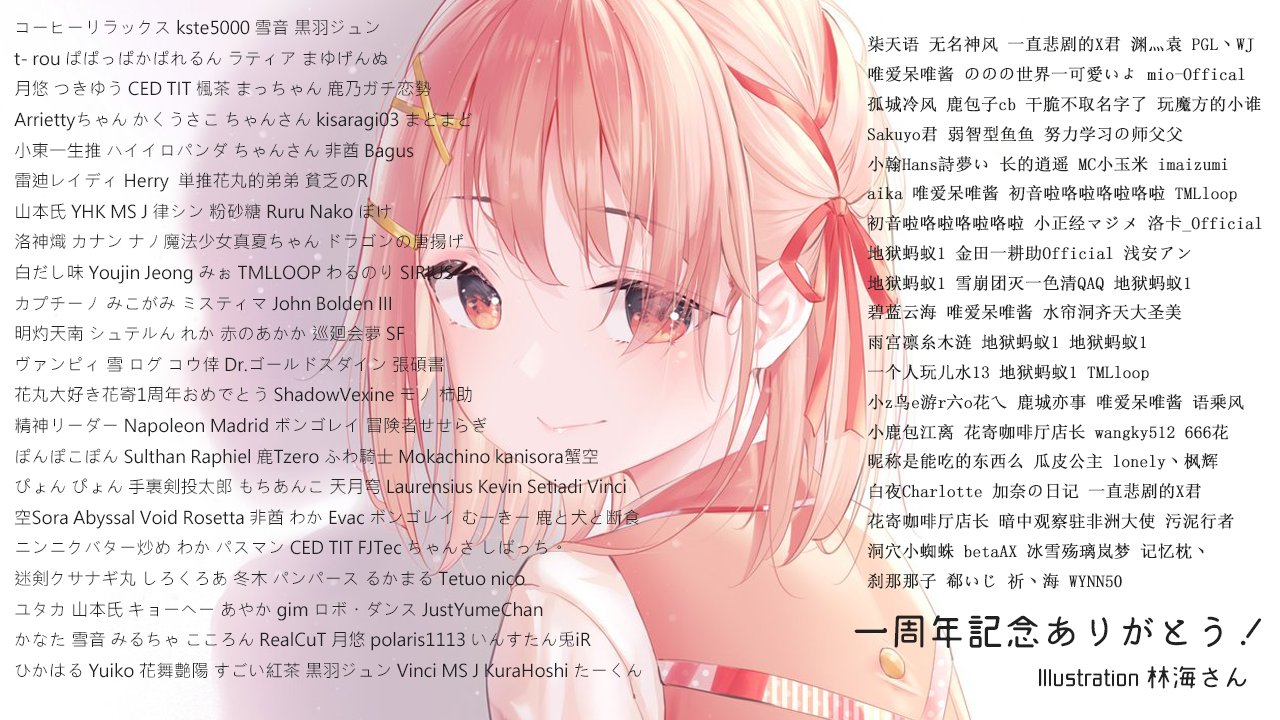 コーヒーリラックス kste5000 雪音 黒羽ジュン
t- rou ぱぱっぱかぱれるん ラティア まゆげんぬ
月悠 つきゆう CED TIT 楓茶 まっちゃん 鹿乃ガチ恋勢
Arriettyちゃん かくうさこ ちゃんさん kisaragi03 まどまど
小東一生推 ハイイロパンダ ちゃんさん 非酋 Bagus
雷迪レイディ Herry 単推花丸的弟弟 貧乏のR
山本氏 YHK MS J 律シン 粉砂糖 Ruru Nako ぽけ
洛神熾 カナン ナノ魔法少女真夏ちゃん ドラゴンの唐揚げ
白だし味 Youjin Jeong みぉ TMLLOOP わるのり SIRIUS
カプチーノ みこがみ ミスティマ John Bolden III
明灼天南 シュテルん れか 赤のあかか 巡廻会夢 SF
ヴァンピィ 雪 ログ コウ倖 Dr.ゴールドスダイン 張碩書
花丸大好き花寄1周年おめでとう ShadowVexine モノ 柿助
精神リーダー Napoleon Madrid ボンゴレイ 冒険者せせらぎ
ぽんぽこぽん Sulthan Raphiel 鹿Tzero ふわ騎士 Mokachino kanisora蟹空
ぴょん ぴょん 手裏剣投太郎 もちあんこ 天月穹 Laurensius Kevin Setiadi Vinci
空Sora Abyssal Void Rosetta 非酋 わか Evac ボンゴレイ むーきー 鹿と犬と断食
ニンニクバター炒め わか パスマン CED TIT FJTec ちゃんさ しばっち。
迷剣クサナギ丸 しろくろあ 冬木 パンパース るかまる Tetuo nico
ユタカ 山本氏 キョーヘー あやか gim ロボ・ダンス JustYumeChan
かなた 雪音 みるちゃ こころん RealCuT 月悠 polaris1113 いんすたん兎iR
ひかはる Yuiko 花舞艶陽 すごい紅茶 黒羽ジュン Vinci MS J KuraHoshi たーくん
柒天语 无名神风 一直悲剧的X君 渊灬袁 PGL丶WJ
唯爱呆唯酱 ののの世界一可愛いょ mio-Offical
孤城冷风 鹿包子cb 干脆不取名字了 玩魔方的小谁
Sakuyo君 弱智型鱼鱼 努力学习の师父父
小翰Hans詩夢ぃ 长的逍遥 MC小玉米 imaizumi
aika 唯爱呆唯酱 初音啦咯啦咯啦咯啦 TMLloop
初音啦咯啦咯啦咯啦 小正经マジメ 洛卡_Official
地狱蚂蚁1 金田一耕助Official 浅安アン
地狱蚂蚁1 雪崩团灭一色清QAQ 地狱蚂蚁1
碧蓝云海 唯爱呆唯酱 水帘洞齐天大圣美
雨宫凛糸木涟 地狱蚂蚁1 地狱蚂蚁1
一个人玩儿水13 地狱蚂蚁1 TMLloop
小z鸟e游r六o花乀 鹿城亦事 唯爱呆唯酱 语乘风
小鹿包江离 花寄咖啡厅店长 wangky512 666花
昵称是能吃的东西么 瓜皮公主 lonely丶枫辉
白夜Charlotte 加奈の日记 一直悲剧的X君
花寄咖啡厅店长 暗中观察驻非洲大使 污泥行者
洞穴小蜘蛛 betaAX 冰雪殇璃岚梦 记忆枕丶
刹那那子 郗いじ 祈丶海 WYNN50
一周年記念ありがとう！
Illustration 林海さん